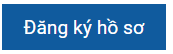 Đăng ký hồ sơ